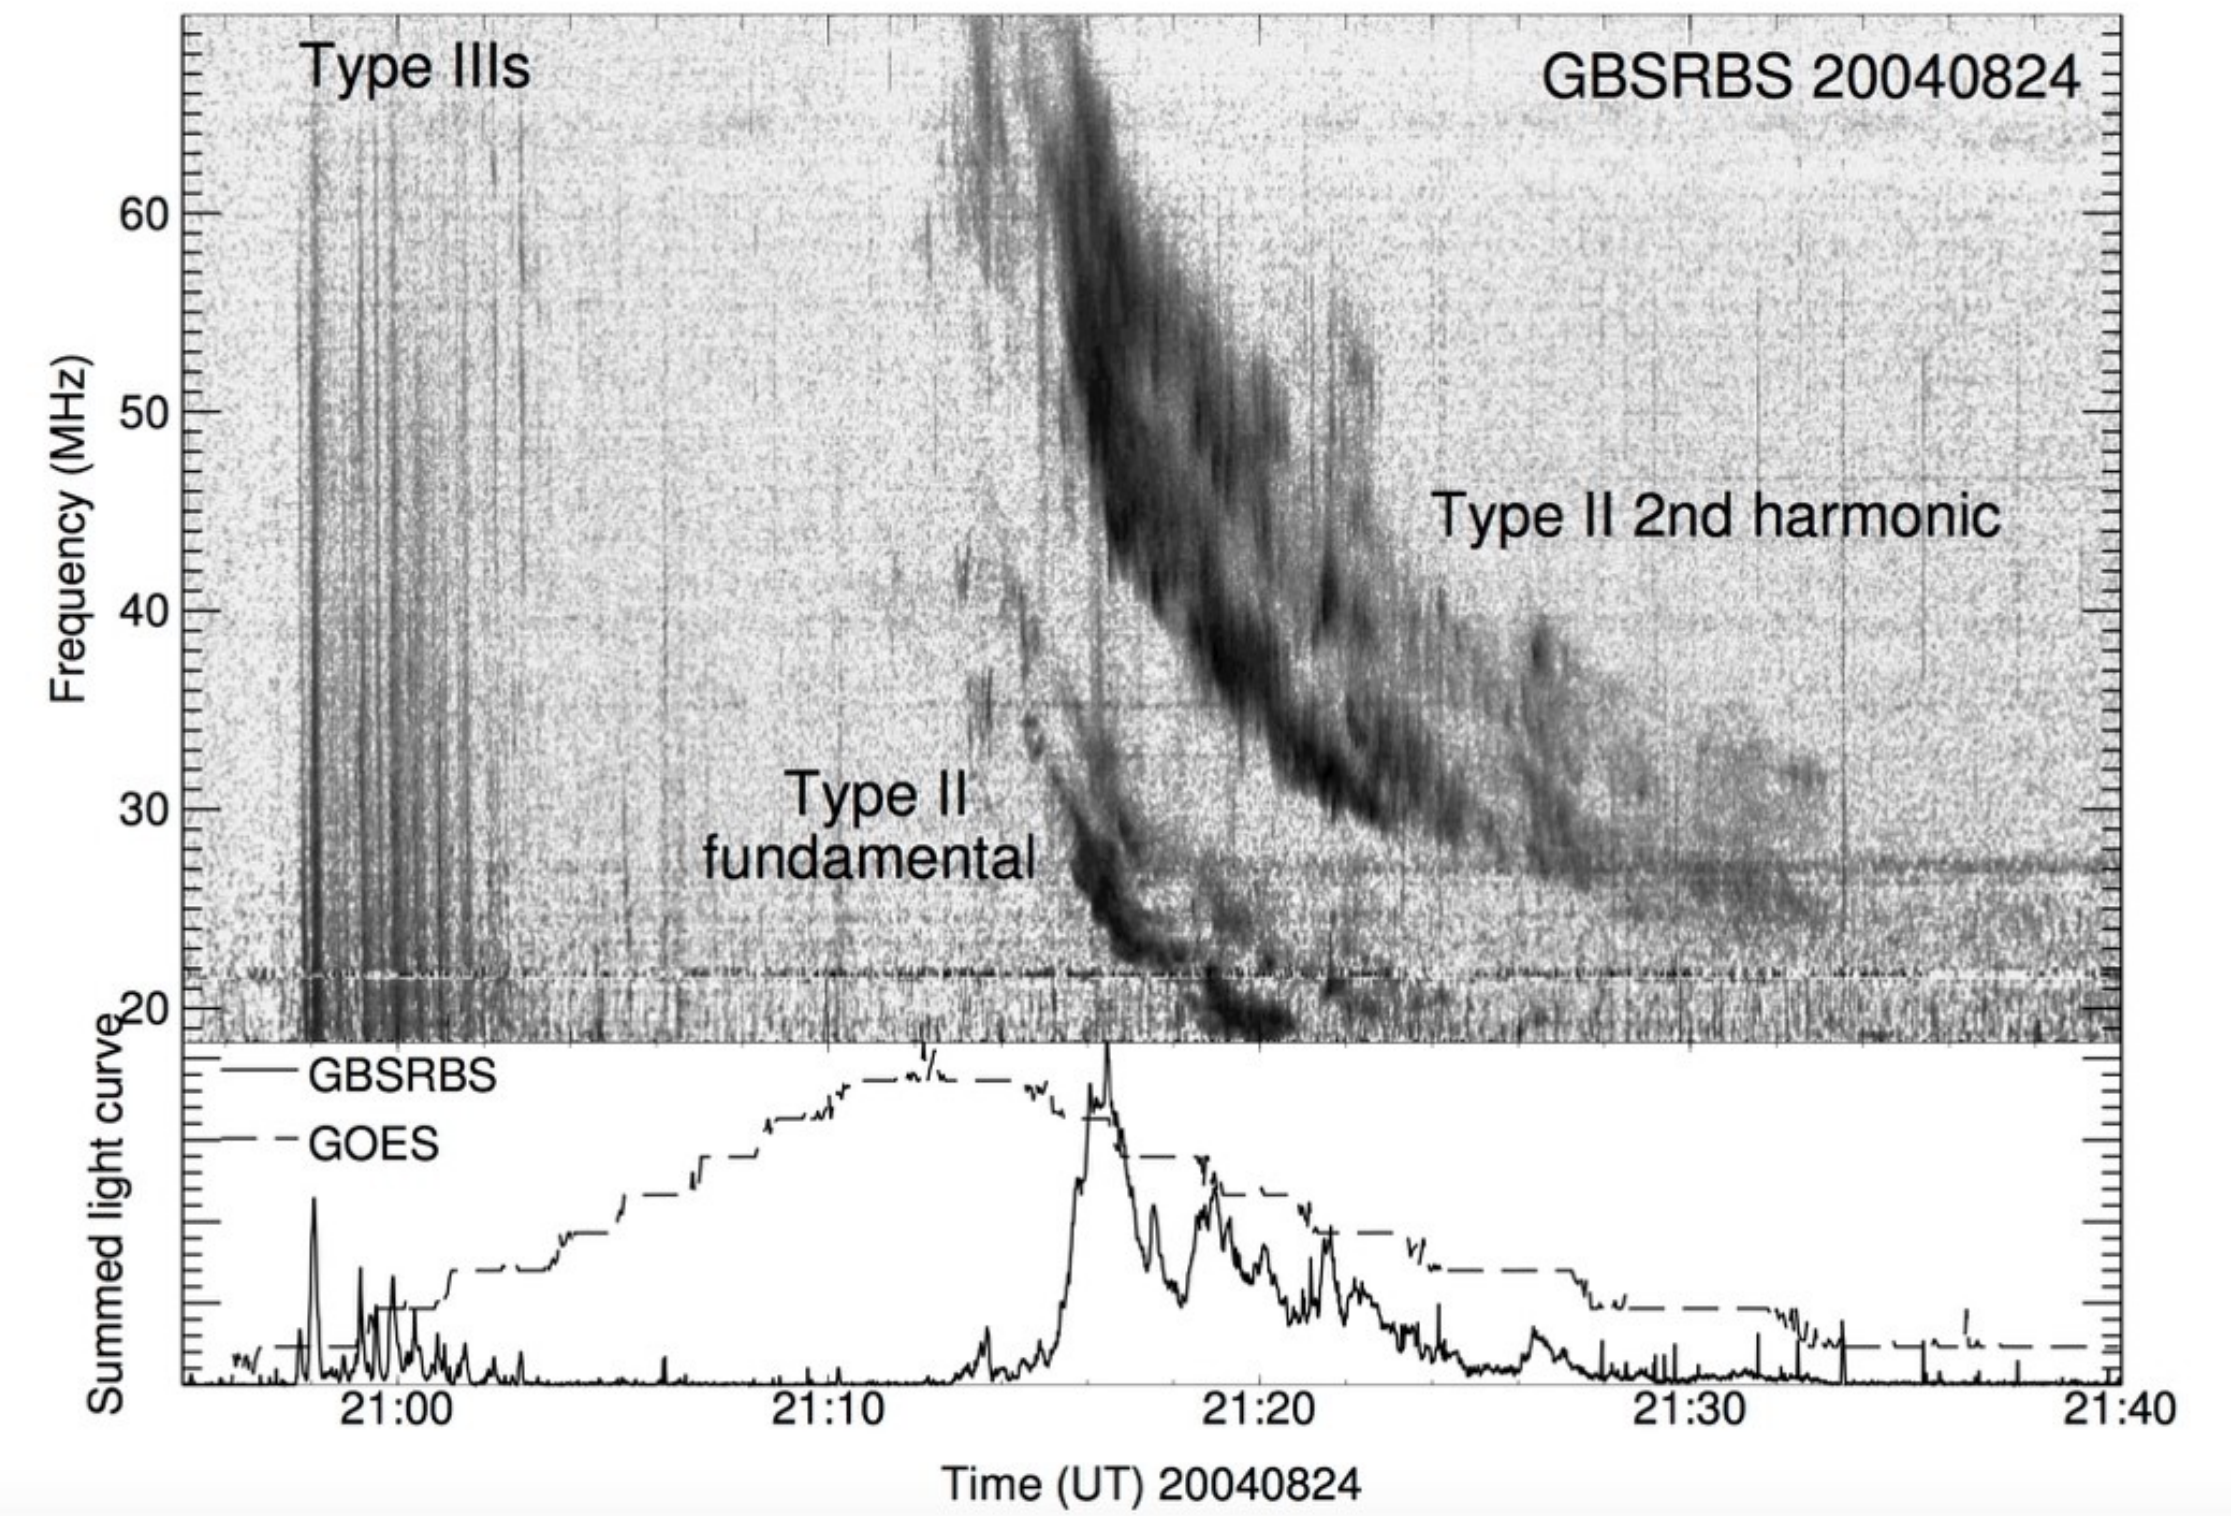 Type IIIs
GBSRBS 20040824
60
50
40
30
20
Frequency (MHz)
Type II 2nd harmonic
Type II
fundamental
GBSRBS
GOES
Summed light curve
21:00
21:10
21:20
21:30
21:40
Time (UT) 20040824